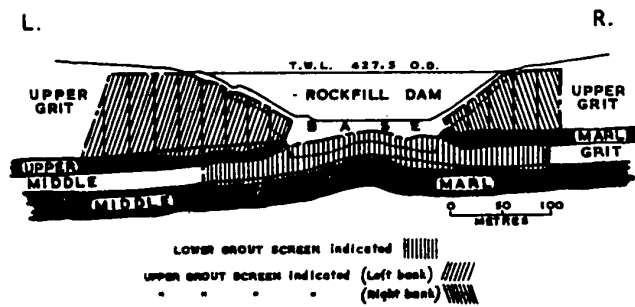 L. R.
T.W.L. 427.5 O.D.
UPPER GRIT
ROCKFILL DAM
UPPER GRIT
BASE
MARL
GRIT
UPPER
MIDDLE
MIDDLE
MARL
0 50 100
METRES
LOWER GROUT SCREEN indicated
UPPER GROUT SCREEN indicated (Left bank)
" " " " (Right bank)